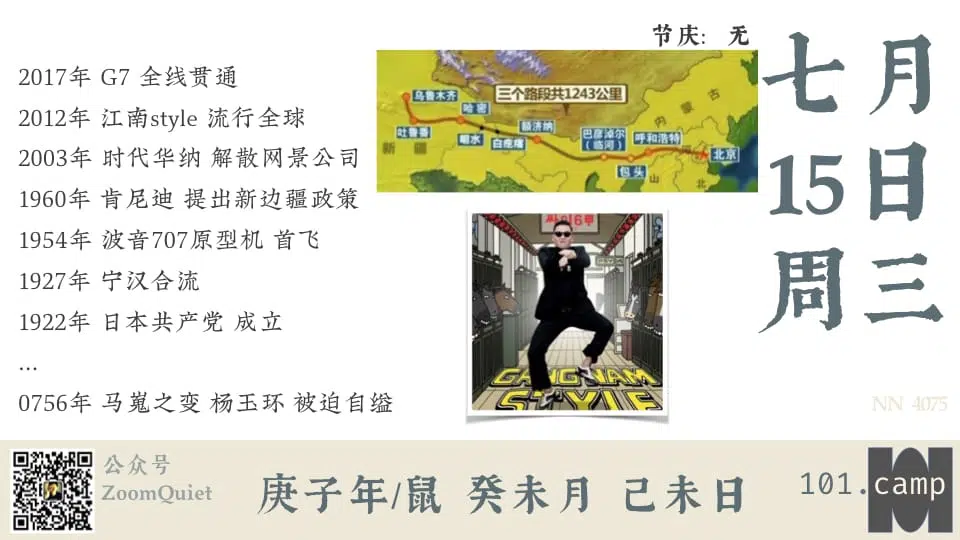 节庆: 无
七月
15日
周三
2017年 G7 全线贯通
2012年 江南style 流行全球
2003年 时代华纳 解散网景公司
1960年 肯尼迪 提出新边疆政策
1954年 波音707原型机 首飞
1927年 宁汉合流
1922年 日本共产党 成立
...
0756年 马嵬之变 杨玉环 被迫自缢
三个路段共1243公里
乌鲁木齐
哈密
吐鲁番
明水
白疙瘩
额济纳
巴彦淖尔
(临河)
呼和浩特
包头
北京
新疆
内蒙古
山
北
싸이6甲
GANGNAM
STYLE
NN 4075
公众号
ZoomQuiet
庚子年/鼠 癸未月 己未日
101.camp